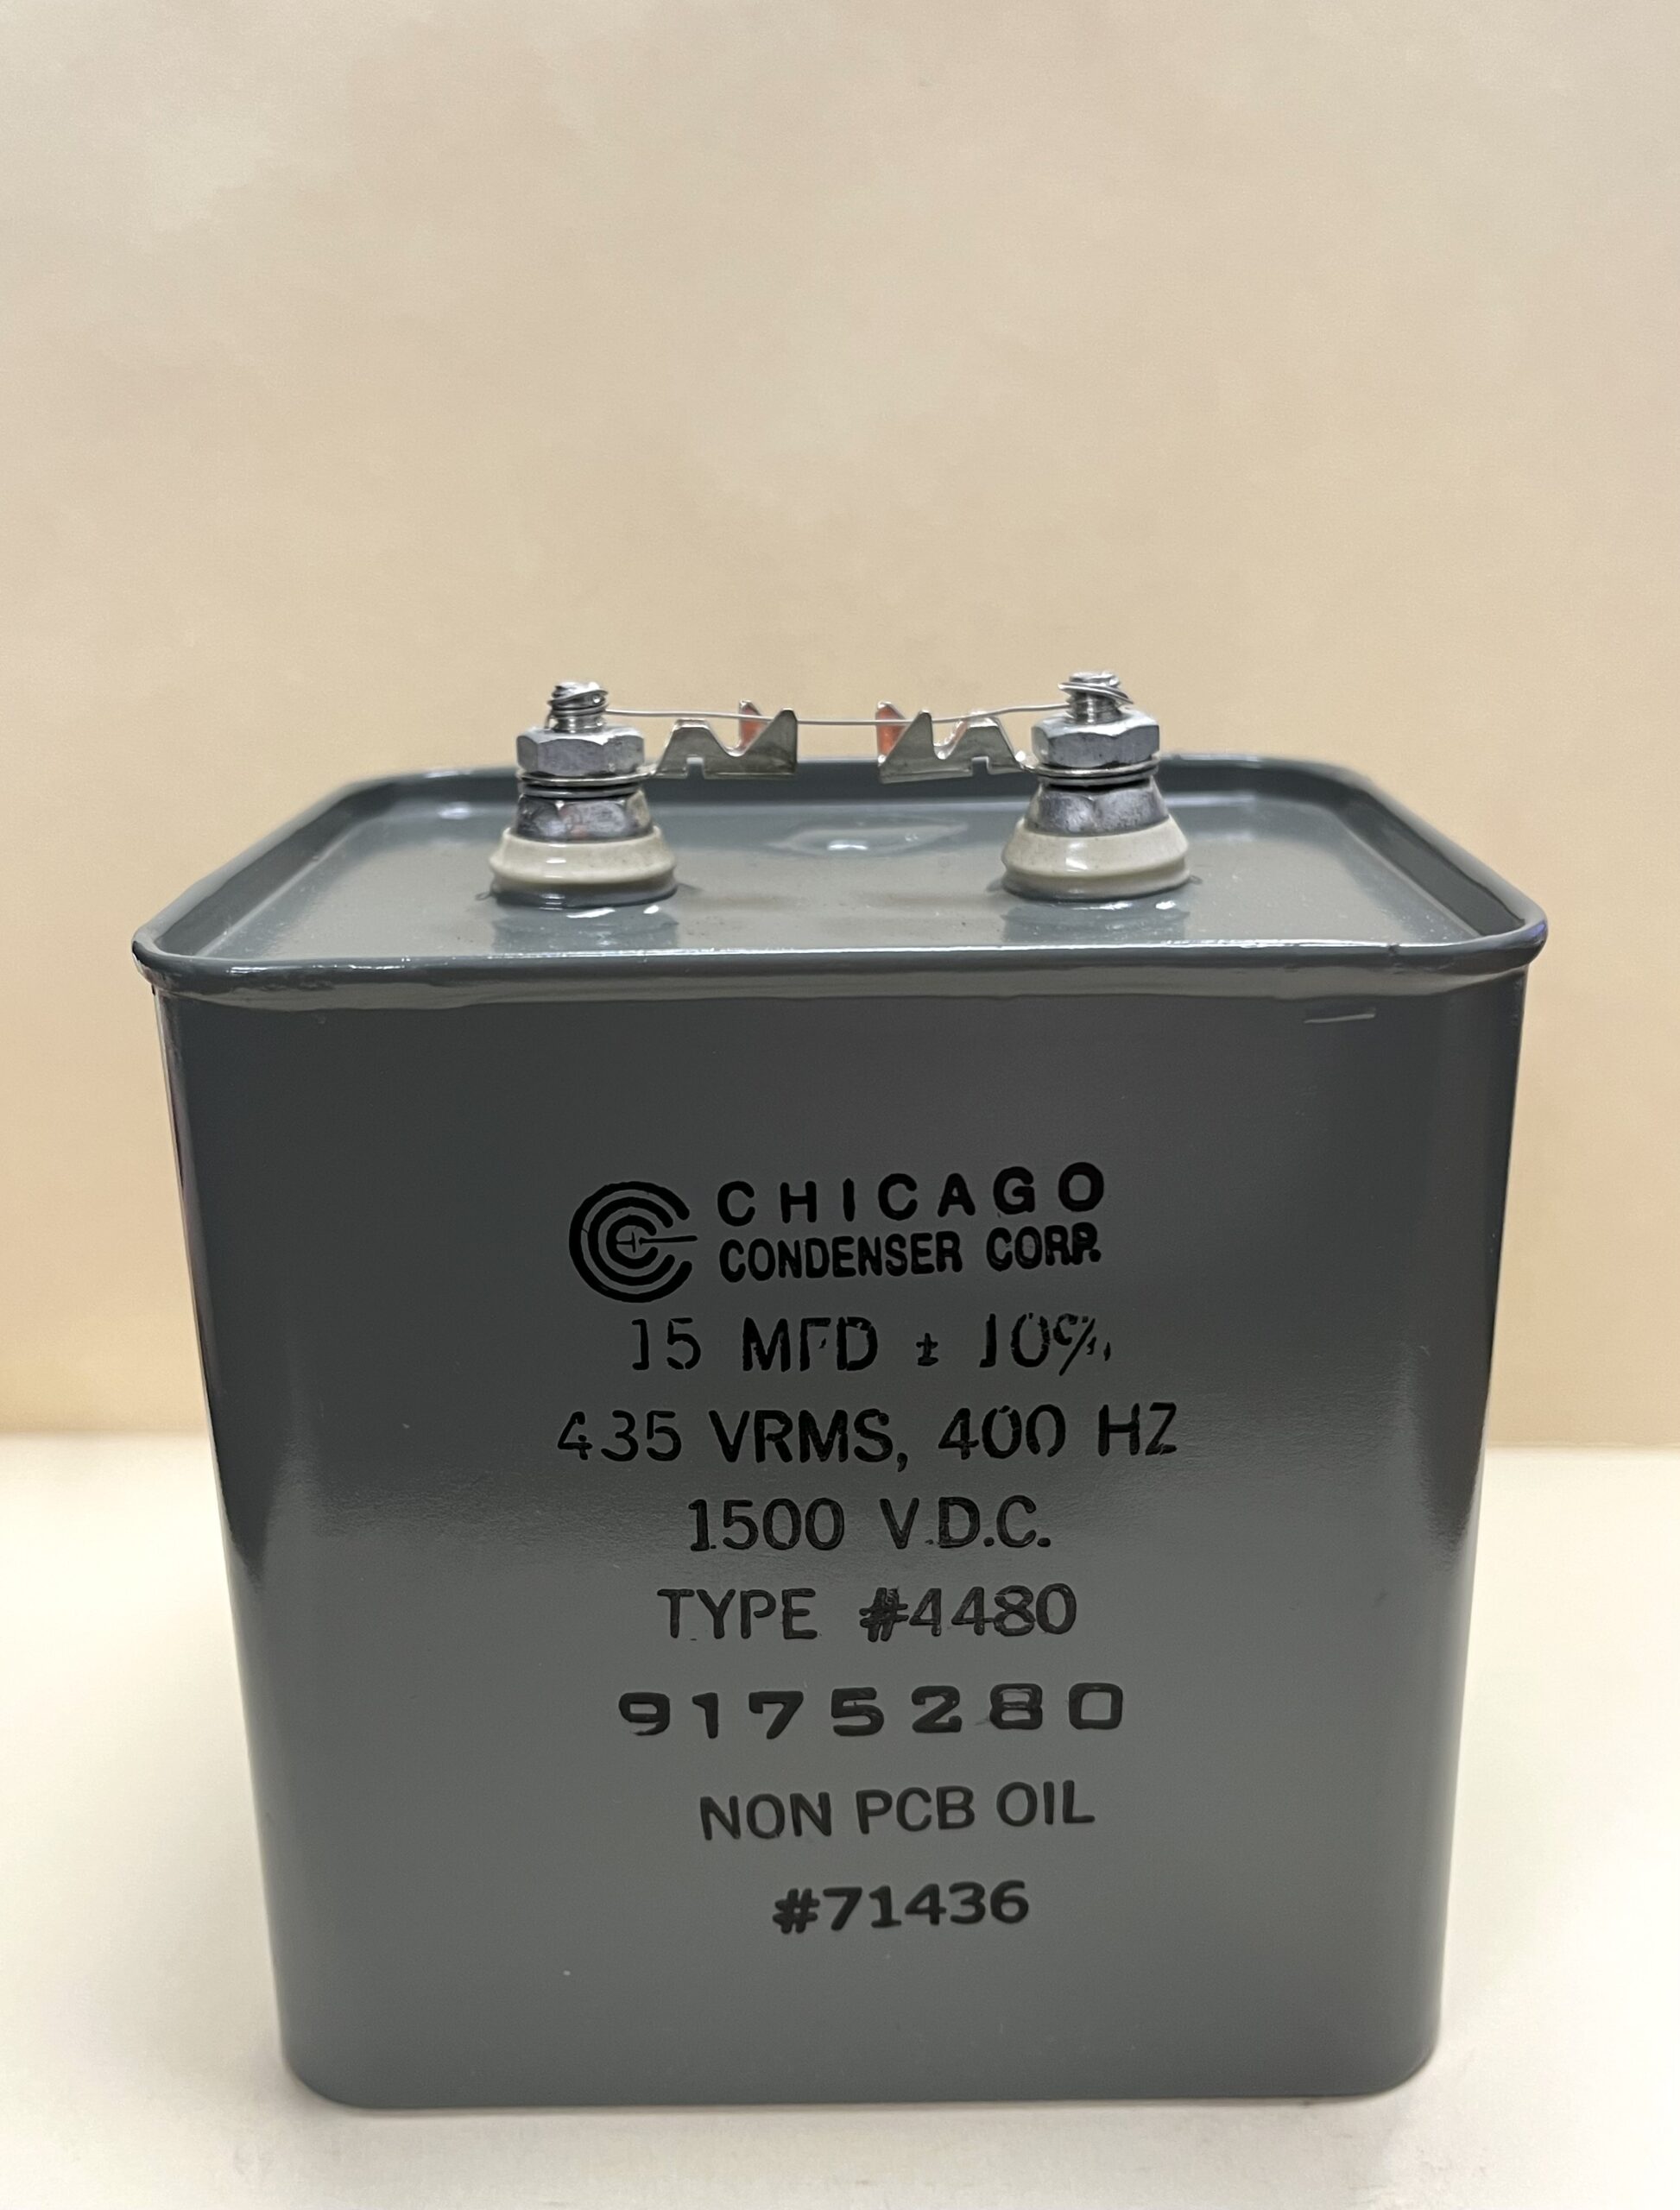 CHICAGO
CONDENSER CORP.
15 MFD ± 10%
435 VRMS, 400 HZ
1500 V.D.C.
TYPE #4480
9175280
NON PCB OIL
#71436